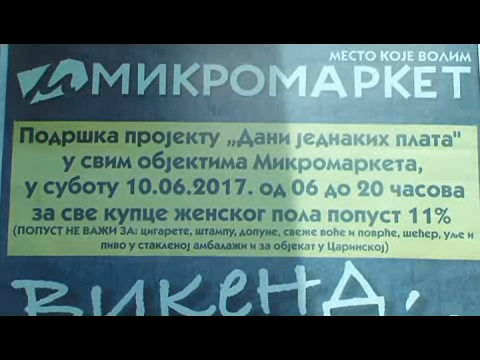 МЕСТО КОЈЕ ВОЛИМ
МИКРОМАРКЕТ
Подршка пројекту „Дани једнаких плата"
у свим објектима Микромаркета,
у суботу 10.06.2017. од 06 до 20 часова
за све купце женског пола попуст 11%
(ПОПУСТ НЕ ВАЖИ ЗА: цигарете, штампу, допуне, свеже воће и поврће, шећер, уље и
пиво у стакленој амбалажи и за објекат у Царинској)
ВИКЕНД